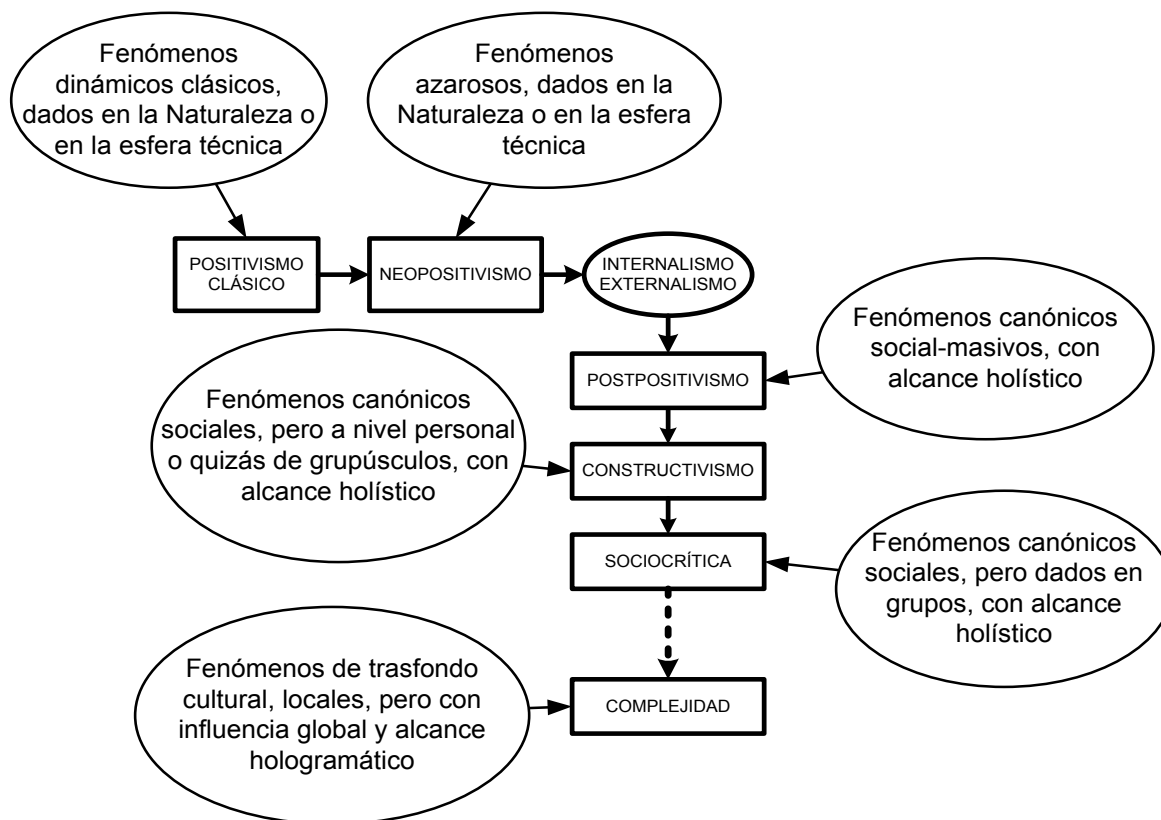 Fenómenos
dinámicos clásicos,
dados en la Naturaleza o
en la esfera técnica
Fenómenos
azarosos, dados en la
Naturaleza o en la esfera
técnica
POSITIVISMO
CLÁSICO
NEOPOSITIVISMO
INTERNALISMO
EXTERNALISMO
Fenómenos canónicos
social-masivos, con
alcance holístico
POSTPOSITIVISMO
Fenómenos canónicos
sociales, pero a nivel personal
o quizás de grupúsculos, con
alcance holístico
CONSTRUCTIVISMO
SOCIOCRÍTICA
Fenómenos canónicos
sociales, pero dados en
grupos, con alcance
holístico
Fenómenos de trasfondo
cultural, locales, pero con
influencia global y alcance
hologramático
COMPLEJIDAD